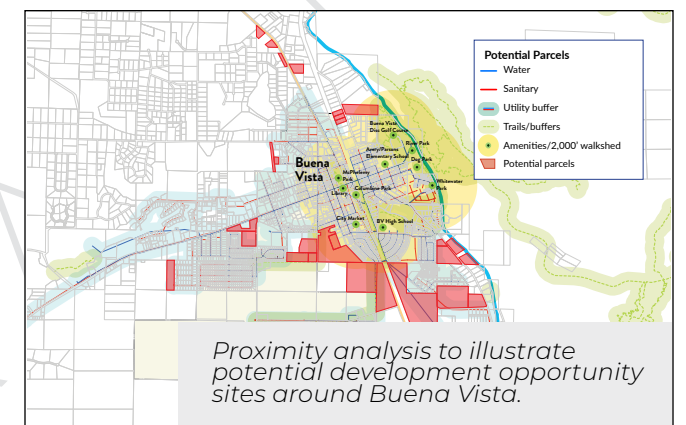 Potential Parcels
Water
Sanitary
Utility buffer
Trails/buffers
Amenities/2,000' walkshed
Potential parcels
Buena Vista
Disc Golf Course
River Park
Avery/Parsons
Elementary School
Dog Park
Buena
Vista
McPhelemy
Park
Whitewater
Park
Library
Columbine Park
City Market
BV High School
Proximity analysis to illustrate
potential development opportunity
sites around Buena Vista.